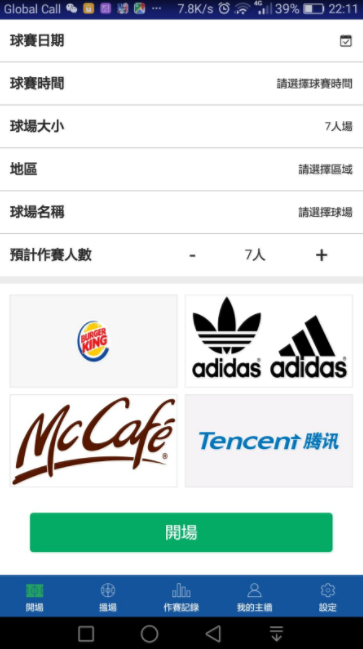 Global Call ... 7.8K/s 4G 39% 22:11
球賽日期
球賽時間 請選擇球賽時間
球場大小 7人場
地區 請選擇區域
球場名稱 請選擇球場
預計作賽人數 - 7人 +
BURGER KING
adidas® adidas®
McCafé®
Tencent 腾讯
開場
開場 搵場 作賽記錄 我的主頁 設定